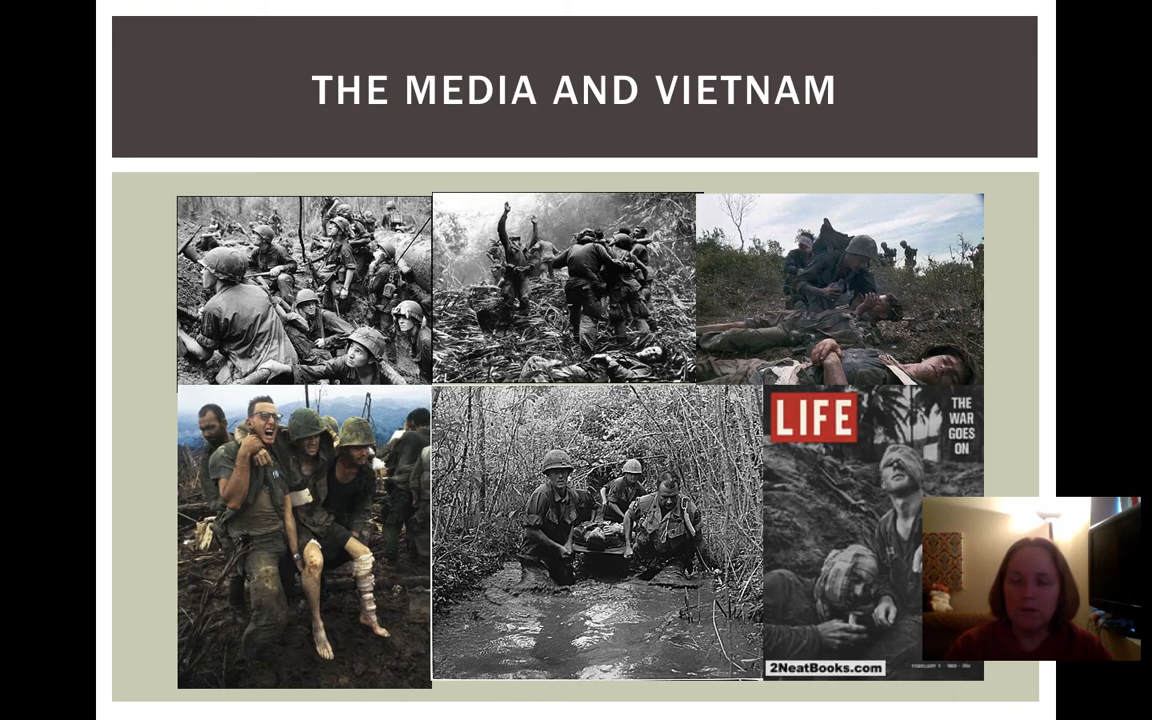 THE MEDIA AND VIETNAM
LIFE
THE
WAR
GOES
ON
2NeatBooks.com